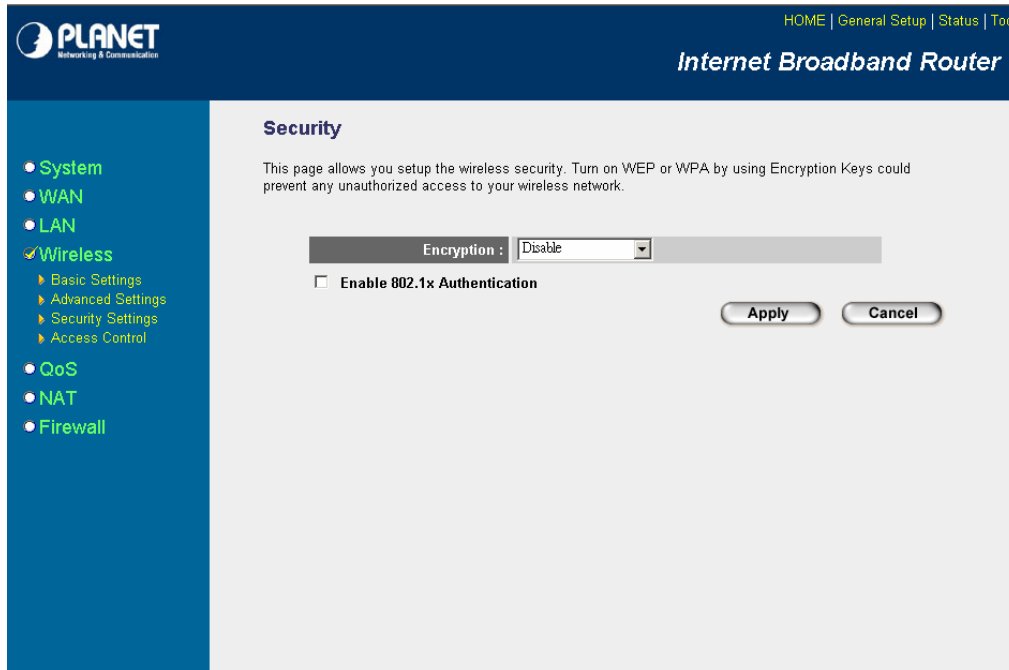 PLANET
Networking & Communication
HOME | General Setup | Status |
Internet Broadband Router
System
WAN
LAN
Wireless
Basic Settings
Advanced Settings
Security Settings
Access Control
QoS
NAT
Firewall
Security
This page allows you setup the wireless security. Turn on WEP or WPA by using Encryption Keys could
prevent any unauthorized access to your wireless network.
Encryption : Disable
Enable 802.1x Authentication
Apply Cancel